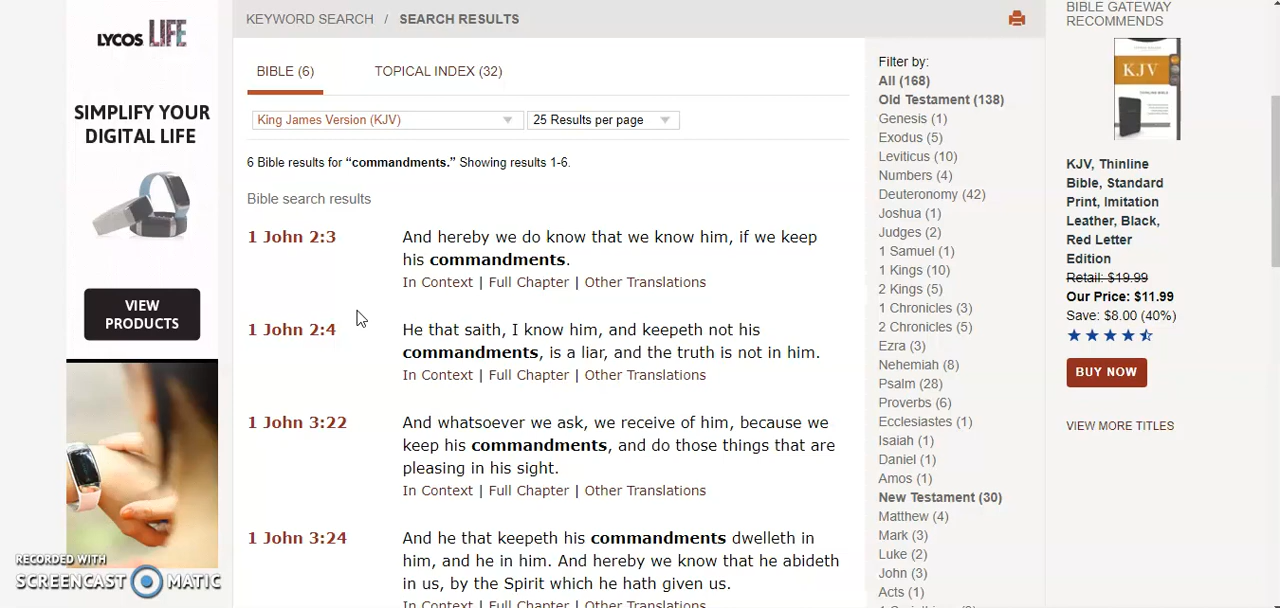 LYCOS LIFE
SIMPLIFY YOUR
DIGITAL LIFE
VIEW
PRODUCTS
RECORDED WITH
SCREENCAST MATIC
KEYWORD SEARCH / SEARCH RESULTS
BIBLE (6) TOPICAL INDEX (32)
King James Version (KJV) 25 Results per page
6 Bible results for “commandments.” Showing results 1-6.
Bible search results
1 John 2:3
And hereby we do know that we know him, if we keep
his commandments.
In Context | Full Chapter | Other Translations
1 John 2:4
He that saith, I know him, and keepeth not his
commandments, is a liar, and the truth is not in him.
In Context | Full Chapter | Other Translations
1 John 3:22
And whatsoever we ask, we receive of him, because we
keep his commandments, and do those things that are
pleasing in his sight.
In Context | Full Chapter | Other Translations
1 John 3:24
And he that keepeth his commandments dwelleth in
him, and he in him. And hereby we know that he abideth
in us, by the Spirit which he hath given us.
In Context | Full Chapter | Other Translations
Filter by:
All (168)
Old Testament (138)
Genesis (1)
Exodus (5)
Leviticus (10)
Numbers (4)
Deuteronomy (42)
Joshua (1)
Judges (2)
1 Samuel (1)
1 Kings (10)
2 Kings (5)
1 Chronicles (3)
2 Chronicles (5)
Ezra (3)
Nehemiah (8)
Psalm (28)
Proverbs (6)
Ecclesiastes (1)
Isaiah (1)
Daniel (1)
Amos (1)
New Testament (30)
Matthew (4)
Mark (3)
Luke (2)
John (3)
Acts (1)
BIBLE GATEWAY
RECOMMENDS
KJV
KJV, Thinline
Bible, Standard
Print, Imitation
Leather, Black,
Red Letter
Edition
Retail: $19.99
Our Price: $11.99
Save: $8.00 (40%)
BUY NOW
VIEW MORE TITLES